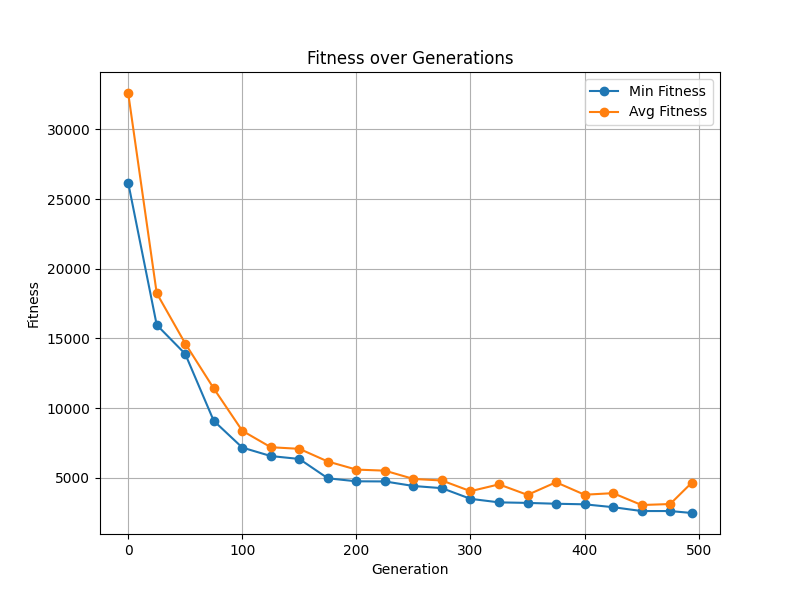 Fitness over Generations
Min Fitness
Avg Fitness
30000
25000
20000
15000
10000
5000
Fitness
0 100 200 300 400 500
Generation